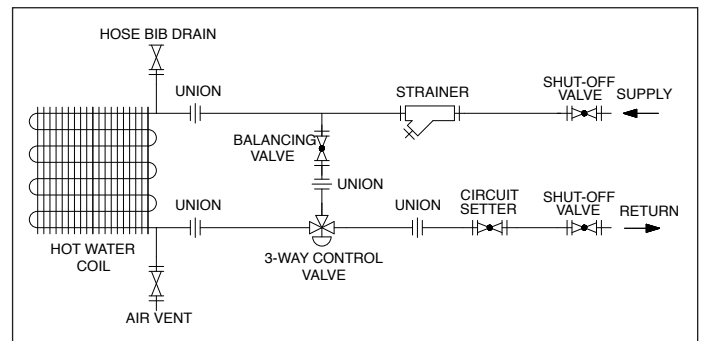 HOSE BIB DRAIN
UNION
STRAINER
SHUT-OFF
VALVE
SUPPLY
BALANCING
VALVE
UNION
UNION
UNION
CIRCUIT
SETTER
SHUT-OFF
VALVE
RETURN
HOT WATER
COIL
3-WAY CONTROL
VALVE
AIR VENT